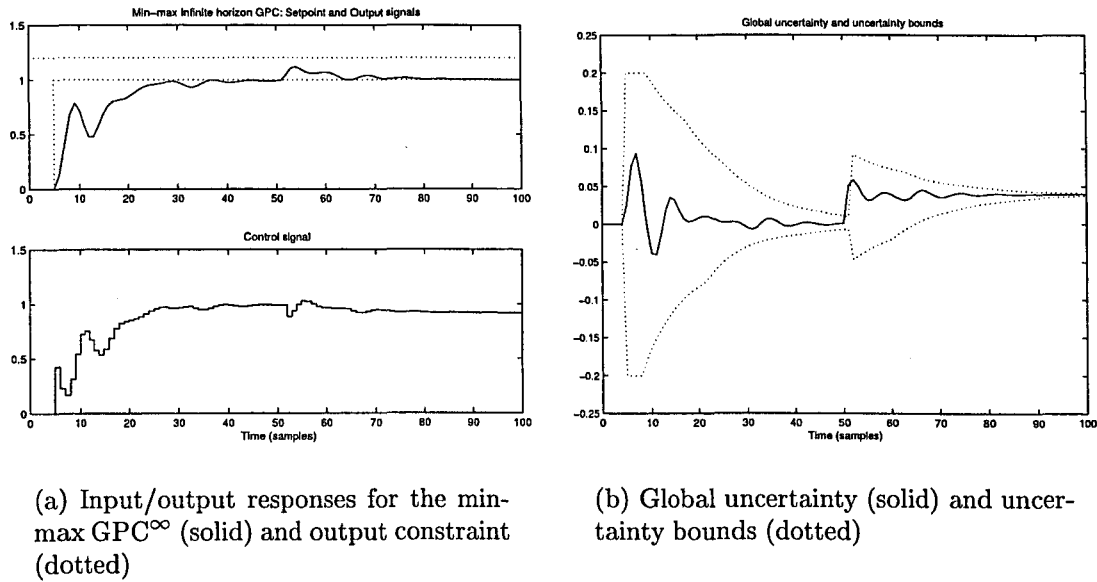 Min–max Infinite horizon GPC: Setpoint and Output signals
1.5
1
0.5
0
0 10 20 30 40 50 60 70 80 90 100
Control signal
1.5
1
0.5
0
0 10 20 30 40 50 60 70 80 90 100
Time (samples)
(a) Input/output responses for the min-
max GPC∞ (solid) and output constraint
(dotted)
Global uncertainty and uncertainty bounds
0.25
0.2
0.15
0.1
0.05
0
−0.05
−0.1
−0.15
−0.2
−0.25
0 10 20 30 40 50 60 70 80 90 100
Time (samples)
(b) Global uncertainty (solid) and uncer-
tainty bounds (dotted)